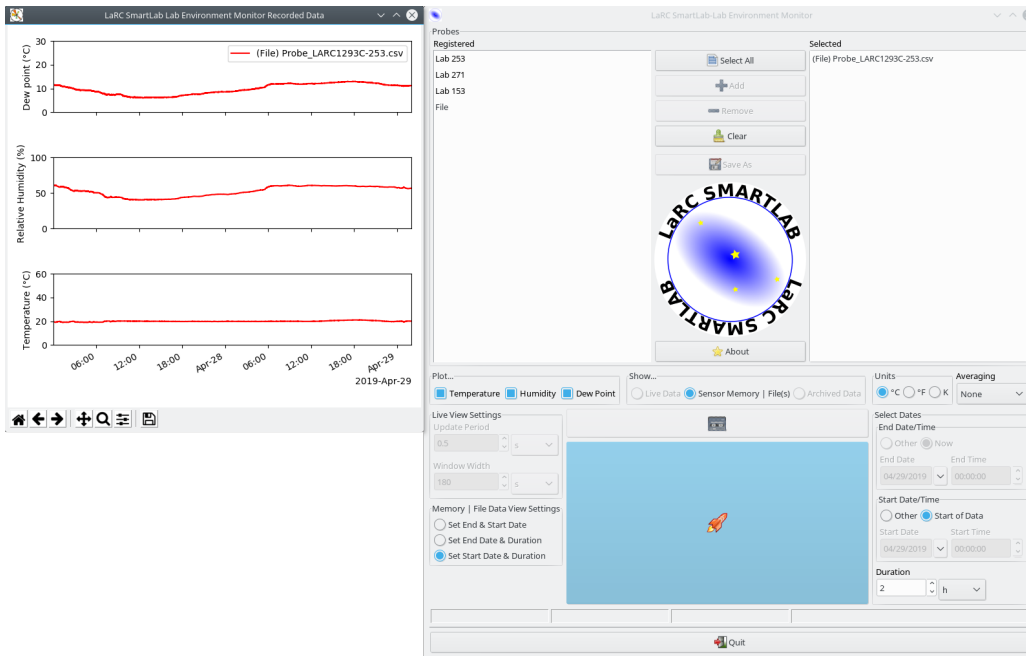 LaRC SmartLab Lab Environment Monitor Recorded Data
(File) Probe_LARC1293C-253.csv
Dew point (°C)
30
20
10
0
Relative Humidity (%)
100
50
0
Temperature (°C)
60
40
20
0
06:00 12:00 18:00 Apr-28 06:00 12:00 18:00 Apr-29
2019-Apr-29
LaRC SmartLab-Lab Environment Monitor
Probes
Registered
Lab 253
Lab 271
Lab 153
File
Select All
Add
Remove
Clear
Save As
LaRC SMARTLAB
LaRC SMARTLAB
About
Selected
(File) Probe_LARC1293C-253.csv
Plot...
Temperature Humidity Dew Point
Show...
Live Data Sensor Memory | File(s) Archived Data
Units
°C °F K
Averaging
None
Live View Settings
Update Period
0.5 s
Window Width
180 s
Memory | File Data View Settings
Set End & Start Date
Set End Date & Duration
Set Start Date & Duration
Select Dates
End Date/Time
Other Now
End Date End Time
04/29/2019 00:00:00
Start Date/Time
Other Start of Data
Start Date Start Time
04/29/2019 00:00:00
Duration
2 h
Quit